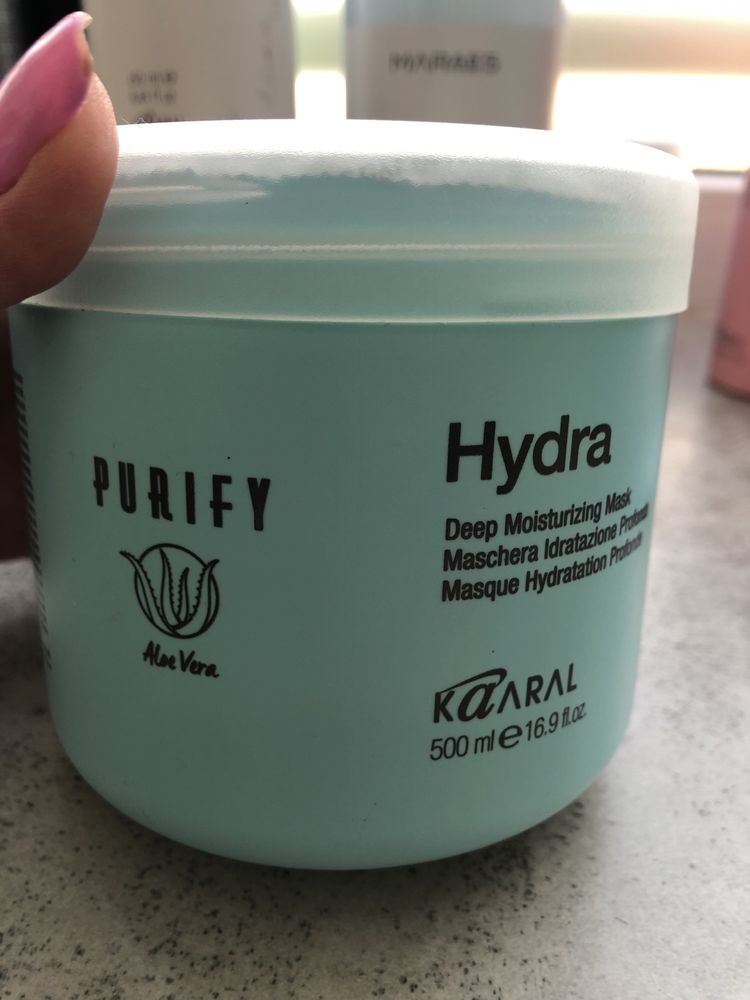 MARAES
PURIFY
Aloe Vera
Hydra
Deep Moisturizing Mask
Maschera Idratazione Profonda
Masque Hydratation Profonde
KAARAL
500 ml e 16.9 fl.oz.